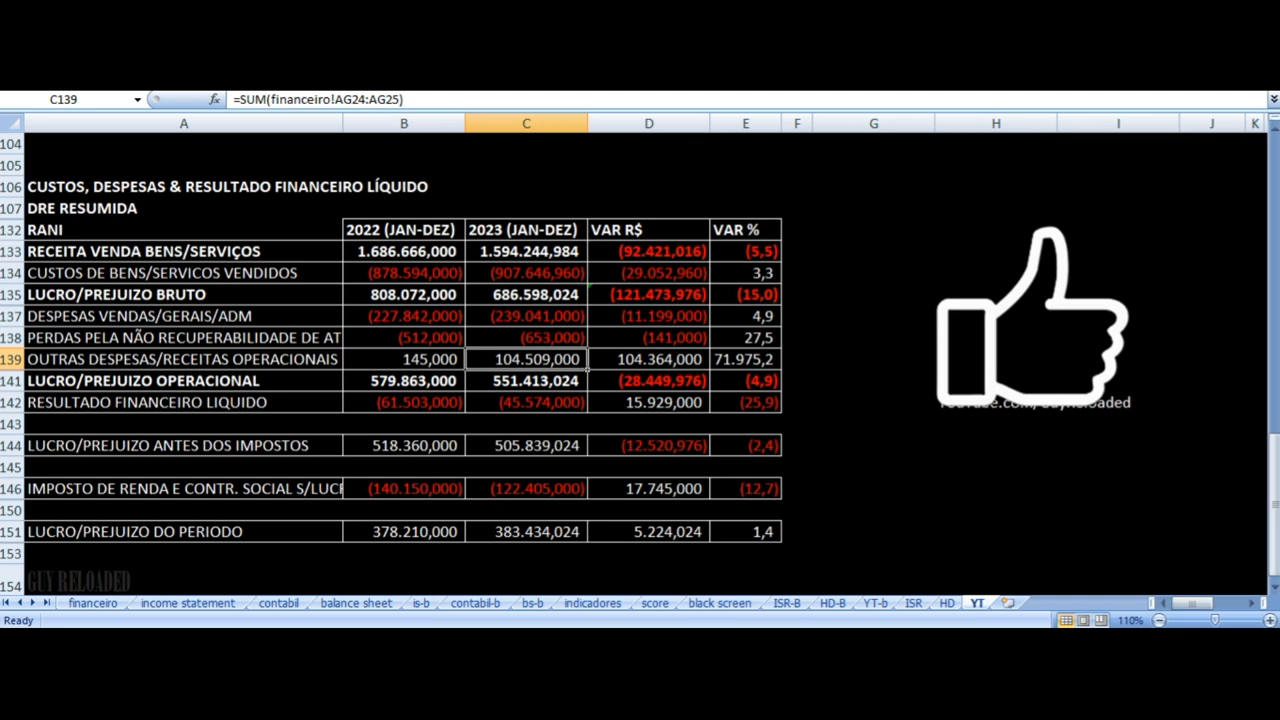 C139 fx =SUM(financeiro!AG24:AG25)
A B C D E F G H I J K
104
105
106 CUSTOS, DESPESAS & RESULTADO FINANCEIRO LÍQUIDO
107 DRE RESUMIDA
132 RANI 2022 (JAN-DEZ) 2023 (JAN-DEZ) VAR R$ VAR %
133 RECEITA VENDA BENS/SERVIÇOS 1.686.666,000 1.594.244,984 (92.421,016) (5,5)
134 CUSTOS DE BENS/SERVICOS VENDIDOS (878.594,000) (907.646,960) (29.052,960) 3,3
135 LUCRO/PREJUIZO BRUTO 808.072,000 686.598,024 (121.473,976) (15,0)
137 DESPESAS VENDAS/GERAIS/ADM (227.842,000) (239.041,000) (11.199,000) 4,9
138 PERDAS PELA NÃO RECUPERABILIDADE DE AT (512,000) (653,000) (141,000) 27,5
139 OUTRAS DESPESAS/RECEITAS OPERACIONAIS 145,000 104.509,000 104.364,000 71.975,2
141 LUCRO/PREJUIZO OPERACIONAL 579.863,000 551.413,024 (28.449,976) (4,9)
142 RESULTADO FINANCEIRO LIQUIDO (61.503,000) (45.574,000) 15.929,000 (25,9)
143
144 LUCRO/PREJUIZO ANTES DOS IMPOSTOS 518.360,000 505.839,024 (12.520,976) (2,4)
145
146 IMPOSTO DE RENDA E CONTR. SOCIAL S/LUCR (140.150,000) (122.405,000) 17.745,000 (12,7)
150
151 LUCRO/PREJUIZO DO PERIODO 378.210,000 383.434,024 5.224,024 1,4
153
154 GUY RELOADED
financeiro income statement contabil balance sheet is-b contabil-b bs-b indicadores score black screen ISR-B HD-B YT-b ISR HD YT
Ready 110%